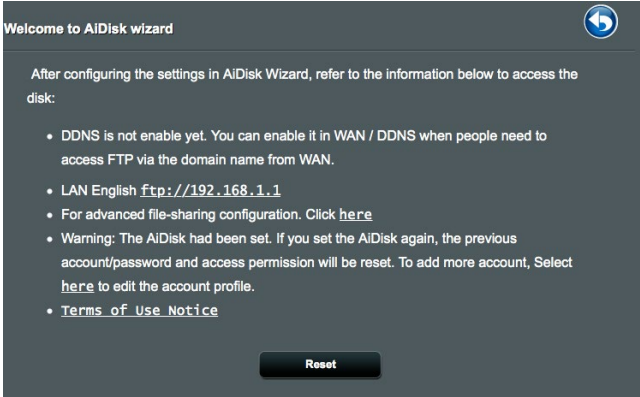 Welcome to AiDisk wizard
After configuring the settings in AiDisk Wizard, refer to the information below to access the
disk:
• DDNS is not enable yet. You can enable it in WAN / DDNS when people need to
access FTP via the domain name from WAN.
• LAN English ftp://192.168.1.1
• For advanced file-sharing configuration. Click here
• Warning: The AiDisk had been set. If you set the AiDisk again, the previous
account/password and access permission will be reset. To add more account, Select
here to edit the account profile.
• Terms of Use Notice
Reset